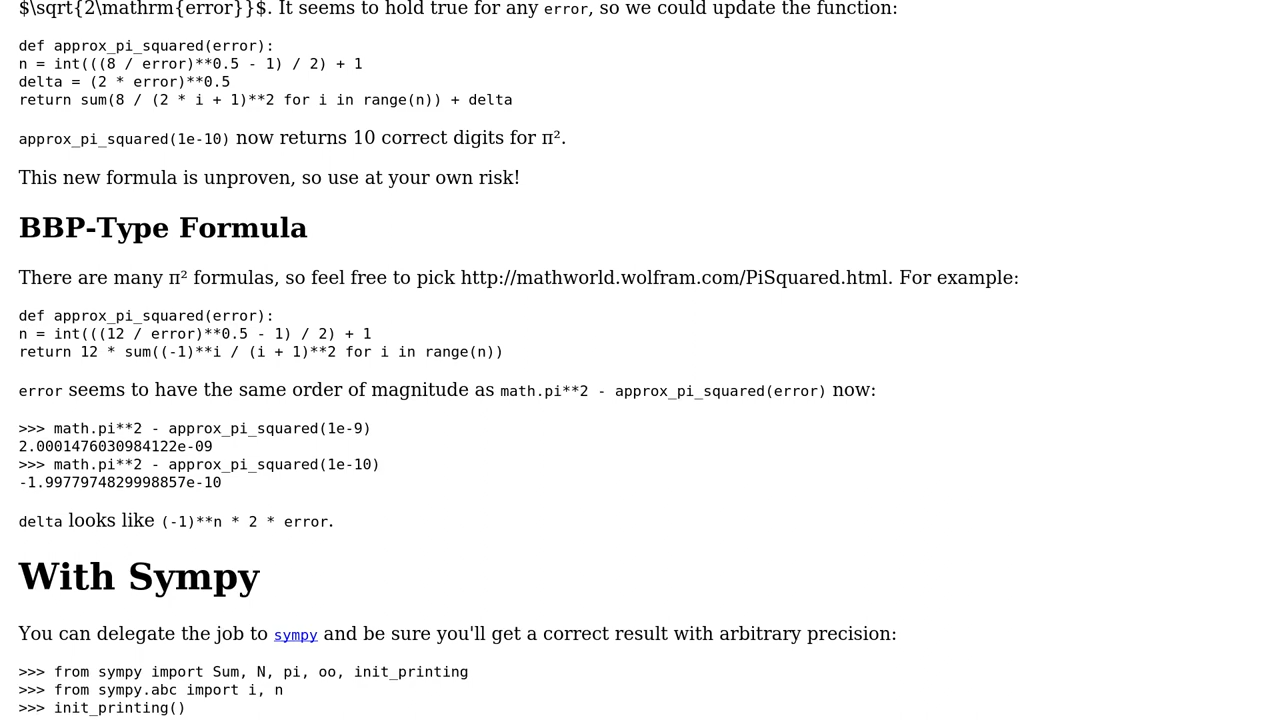 $\sqrt{2\mathrm{error}}$. It seems to hold true for any error, so we could update the function:
def approx_pi_squared(error):
n = int(((8 / error)**0.5 - 1) / 2) + 1
delta = (2 * error)**0.5
return sum(8 / (2 * i + 1)**2 for i in range(n)) + delta
approx_pi_squared(1e-10) now returns 10 correct digits for π².
This new formula is unproven, so use at your own risk!
BBP-Type Formula
There are many π² formulas, so feel free to pick http://mathworld.wolfram.com/PiSquared.html. For example:
def approx_pi_squared(error):
n = int(((12 / error)**0.5 - 1) / 2) + 1
return 12 * sum((-1)**i / (i + 1)**2 for i in range(n))
error seems to have the same order of magnitude as math.pi**2 - approx_pi_squared(error) now:
>>> math.pi**2 - approx_pi_squared(1e-9)
2.0001476030984122e-09
>>> math.pi**2 - approx_pi_squared(1e-10)
-1.9977974829998857e-10
delta looks like (-1)**n * 2 * error.
With Sympy
You can delegate the job to sympy and be sure you'll get a correct result with arbitrary precision:
>>> from sympy import Sum, N, pi, oo, init_printing
>>> from sympy.abc import i, n
>>> init_printing()